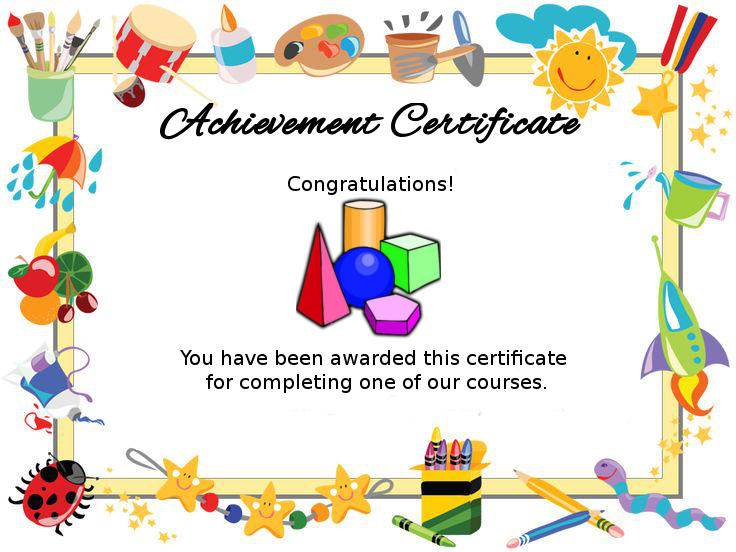 Achievement Certificate
Congratulations!
You have been awarded this certificate
for completing one of our courses.